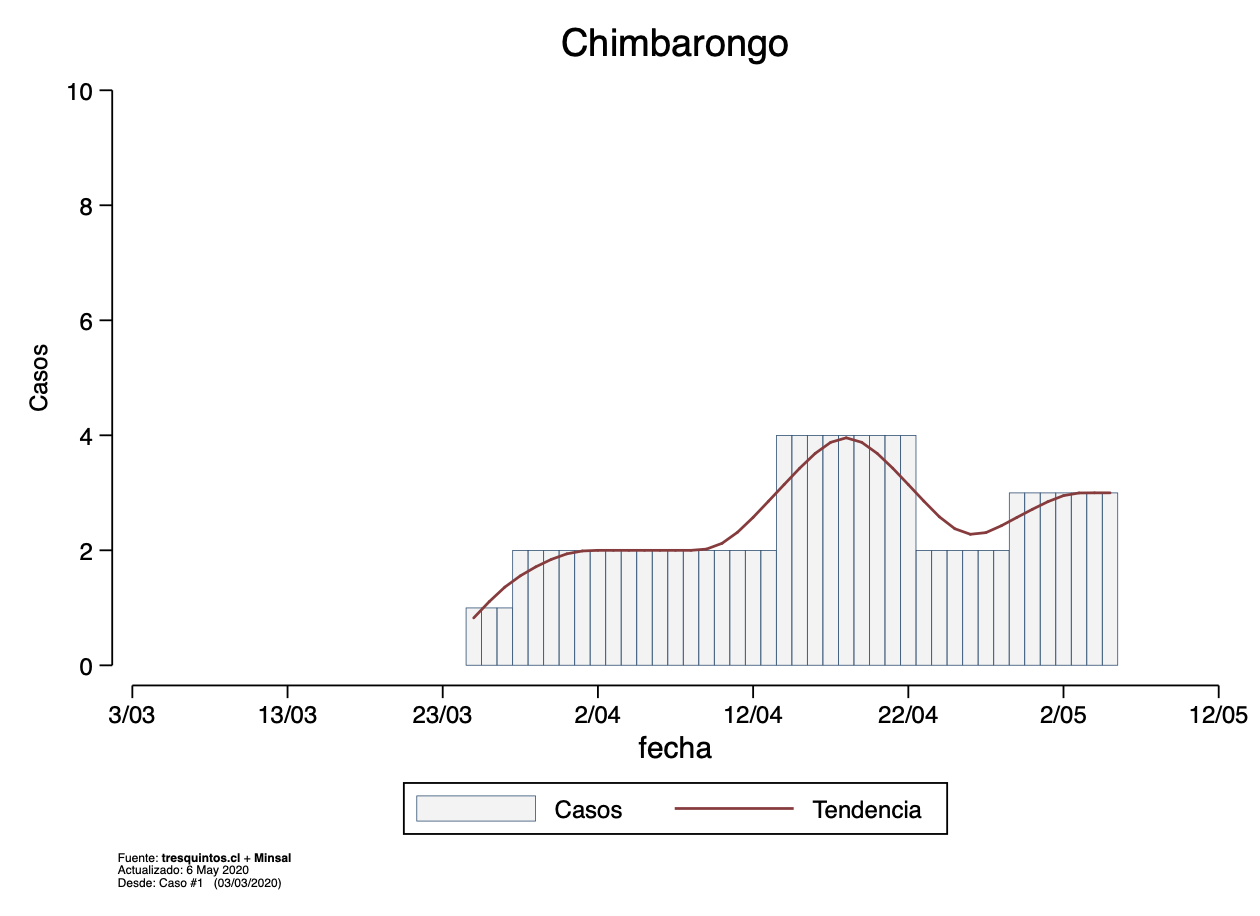 Chimbarongo
10
8
6
4
2
0
Casos
3/03 13/03 23/03 2/04 12/04 22/04 2/05 12/05
fecha
Casos Tendencia
Fuente: tresquintos.cl + Minsal
Actualizado: 6 May 2020
Desde: Caso #1 (03/03/2020)